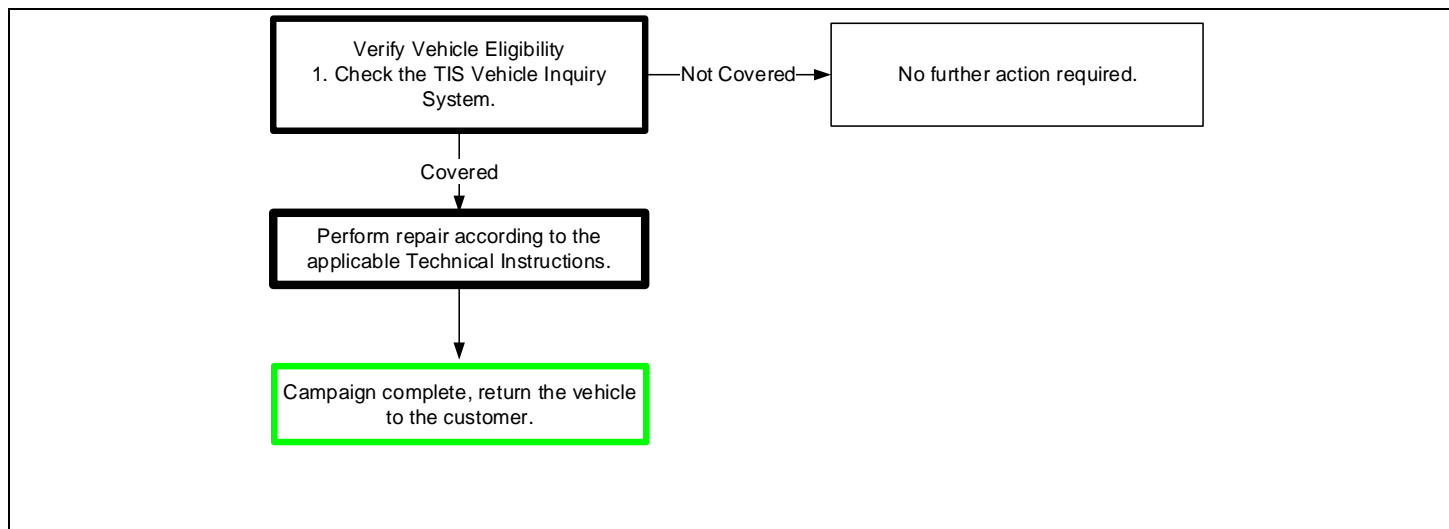 Verify Vehicle Eligibility
1. Check the TIS Vehicle Inquiry
System.
Not Covered
No further action required.
Covered
Perform repair according to the
applicable Technical Instructions.
Campaign complete, return the vehicle
to the customer.